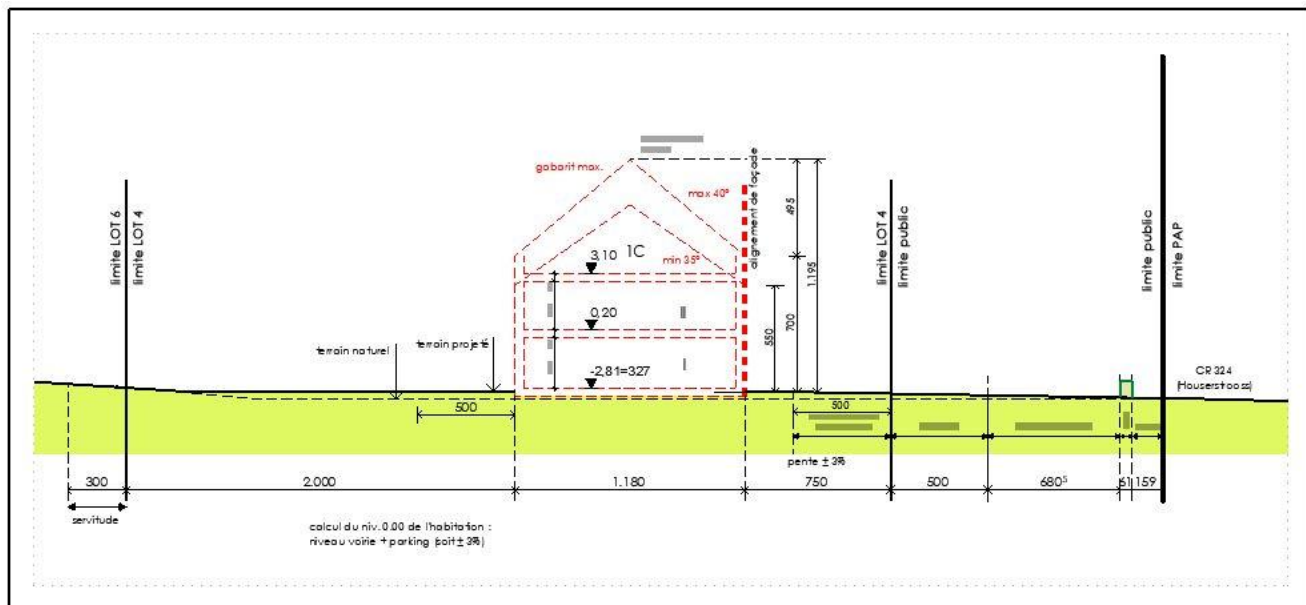 gabarit max.
alignement de façade
max 40°
495
limite LOT 6
limite LOT 4
limite LOT 4
limite public
limite public
limite PAP
3,10
1C
min 35°
1.195
0,20
700
550
terrain naturel
terrain projeté
-2,81=327
CR 324
(Houserstrooss)
500
500
pente ± 3%
300
2.000
1.180
750
500
680⁵
61
159
servitude
calcul du niv. 0.00 de l'habitation :
niveau voirie + parking (soit ± 3%)